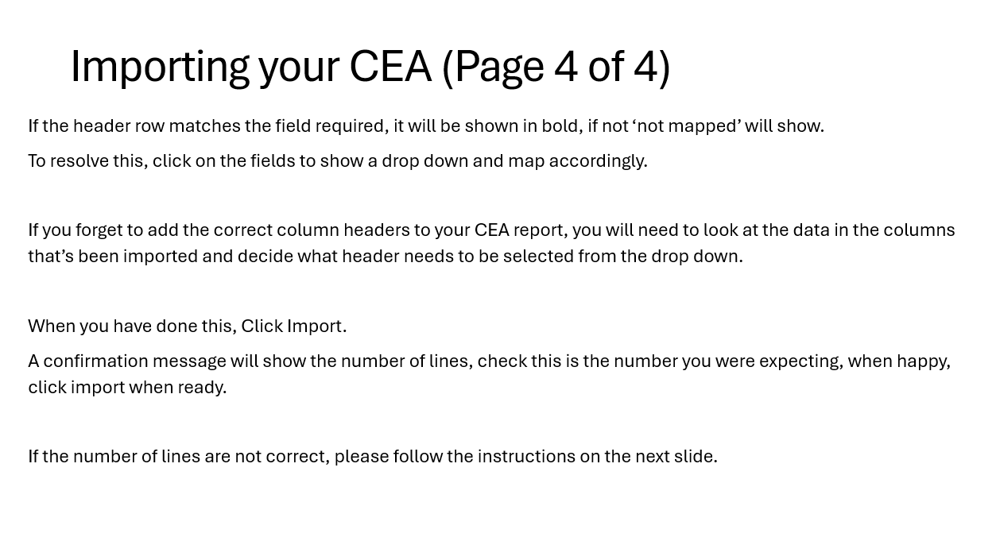 Importing your CEA (Page 4 of 4)
If the header row matches the field required, it will be shown in bold, if not ‘not mapped’ will show.
To resolve this, click on the fields to show a drop down and map accordingly.
If you forget to add the correct column headers to your CEA report, you will need to look at the data in the columns
that’s been imported and decide what header needs to be selected from the drop down.
When you have done this, Click Import.
A confirmation message will show the number of lines, check this is the number you were expecting, when happy,
click import when ready.
If the number of lines are not correct, please follow the instructions on the next slide.